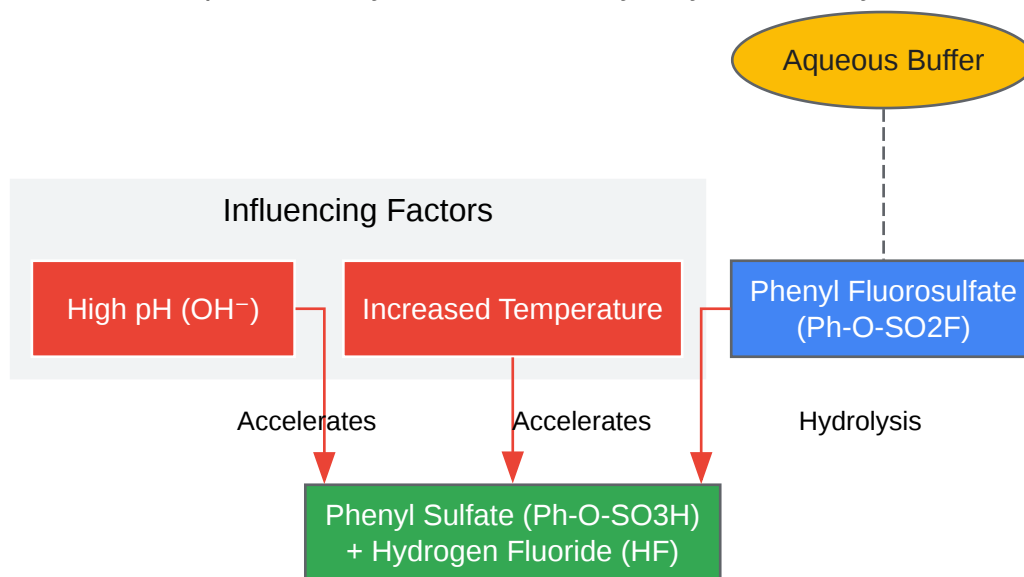 Aqueous Buffer
Influencing Factors
High pH (OH⁻)
Increased Temperature
Phenyl Fluorosulfate
(Ph-O-SO2F)
Accelerates
Accelerates
Hydrolysis
Phenyl Sulfate (Ph-O-SO3H)
+ Hydrogen Fluoride (HF)